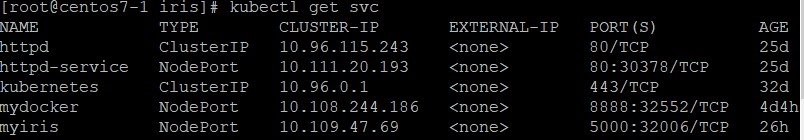 [root@centos7-1 iris]# kubectl get svc
NAME TYPE CLUSTER-IP EXTERNAL-IP PORT(S) AGE
httpd ClusterIP 10.96.115.243 <none> 80/TCP 25d
httpd-service NodePort 10.111.20.193 <none> 80:30378/TCP 25d
kubernetes ClusterIP 10.96.0.1 <none> 443/TCP 32d
mydocker NodePort 10.108.244.186 <none> 8888:32552/TCP 4d4h
myiris NodePort 10.109.47.69 <none> 5000:32006/TCP 26h